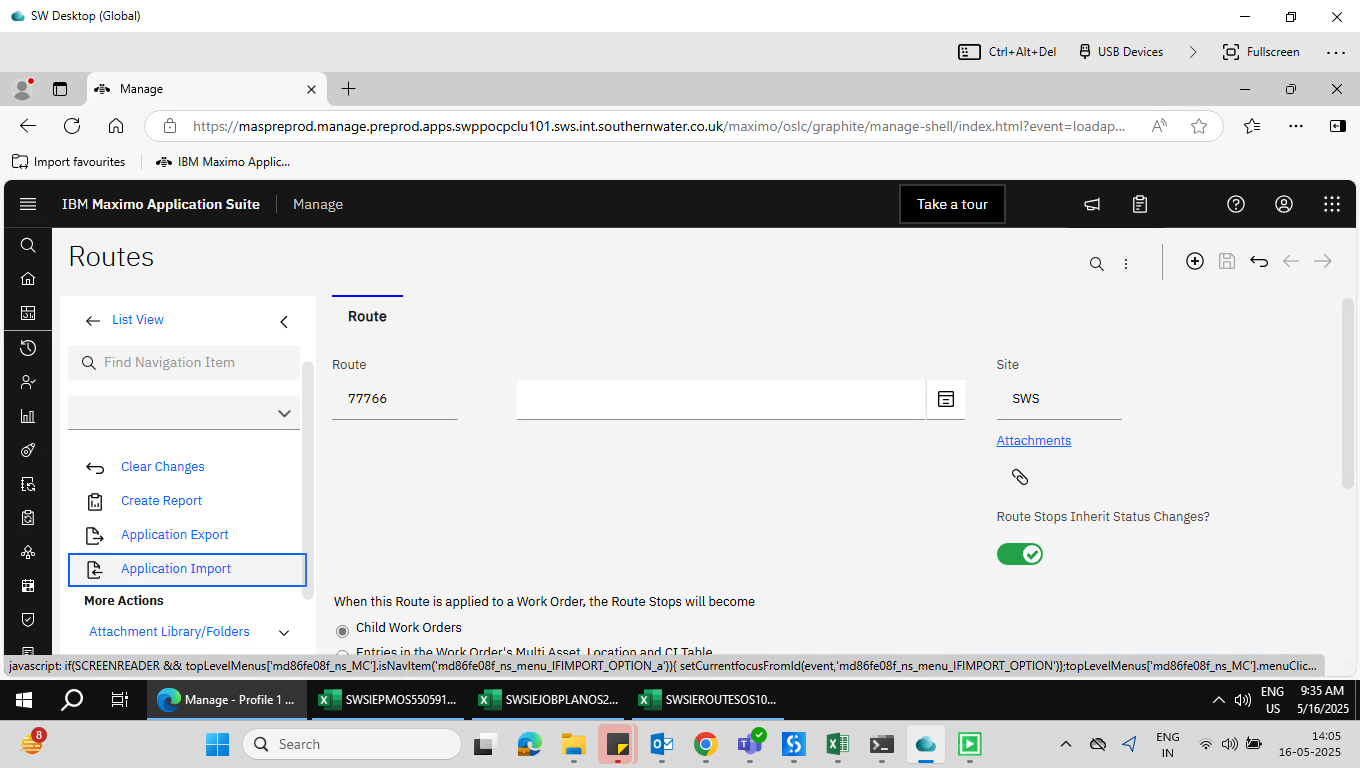 SW Desktop (Global)
Ctrl+Alt+Del
USB Devices
Fullscreen
Manage
https://maspreprod.manage.preprod.apps.swppocpclu101.sws.int.southernwater.co.uk/maximo/oslc/graphite/manage-shell/index.html?event=loadap...
Import favourites
IBM Maximo Applic...
IBM Maximo Application Suite
Manage
Take a tour
Routes
List View
Find Navigation Item
Clear Changes
Create Report
Application Export
Application Import
More Actions
Attachment Library/Folders
Route
Route
77766
Site
SWS
Attachments
Route Stops Inherit Status Changes?
When this Route is applied to a Work Order, the Route Stops will become
Child Work Orders
Entries in the Work Order's Multi Asset, Location and CI Table
javascript: if(SCREENREADER && topLevelMenus['md86fe08f_ns_MC'].isNavItem('md86fe08f_ns_menu_IFIMPORT_OPTION_a')){ setCurrentfocusFromId(event,'md86fe08f_ns_menu_IFIMPORT_OPTION')};topLevelMenus['md86fe08f_ns_MC'].menuClic...
Manage - Profile 1 ...
SWSIEPMOS550591...
SWSIEJOBPLANOS2...
SWSIEROUTESOS10...
ENG
US
9:35 AM
5/16/2025
8
Search
ENG
IN
14:05
16-05-2025